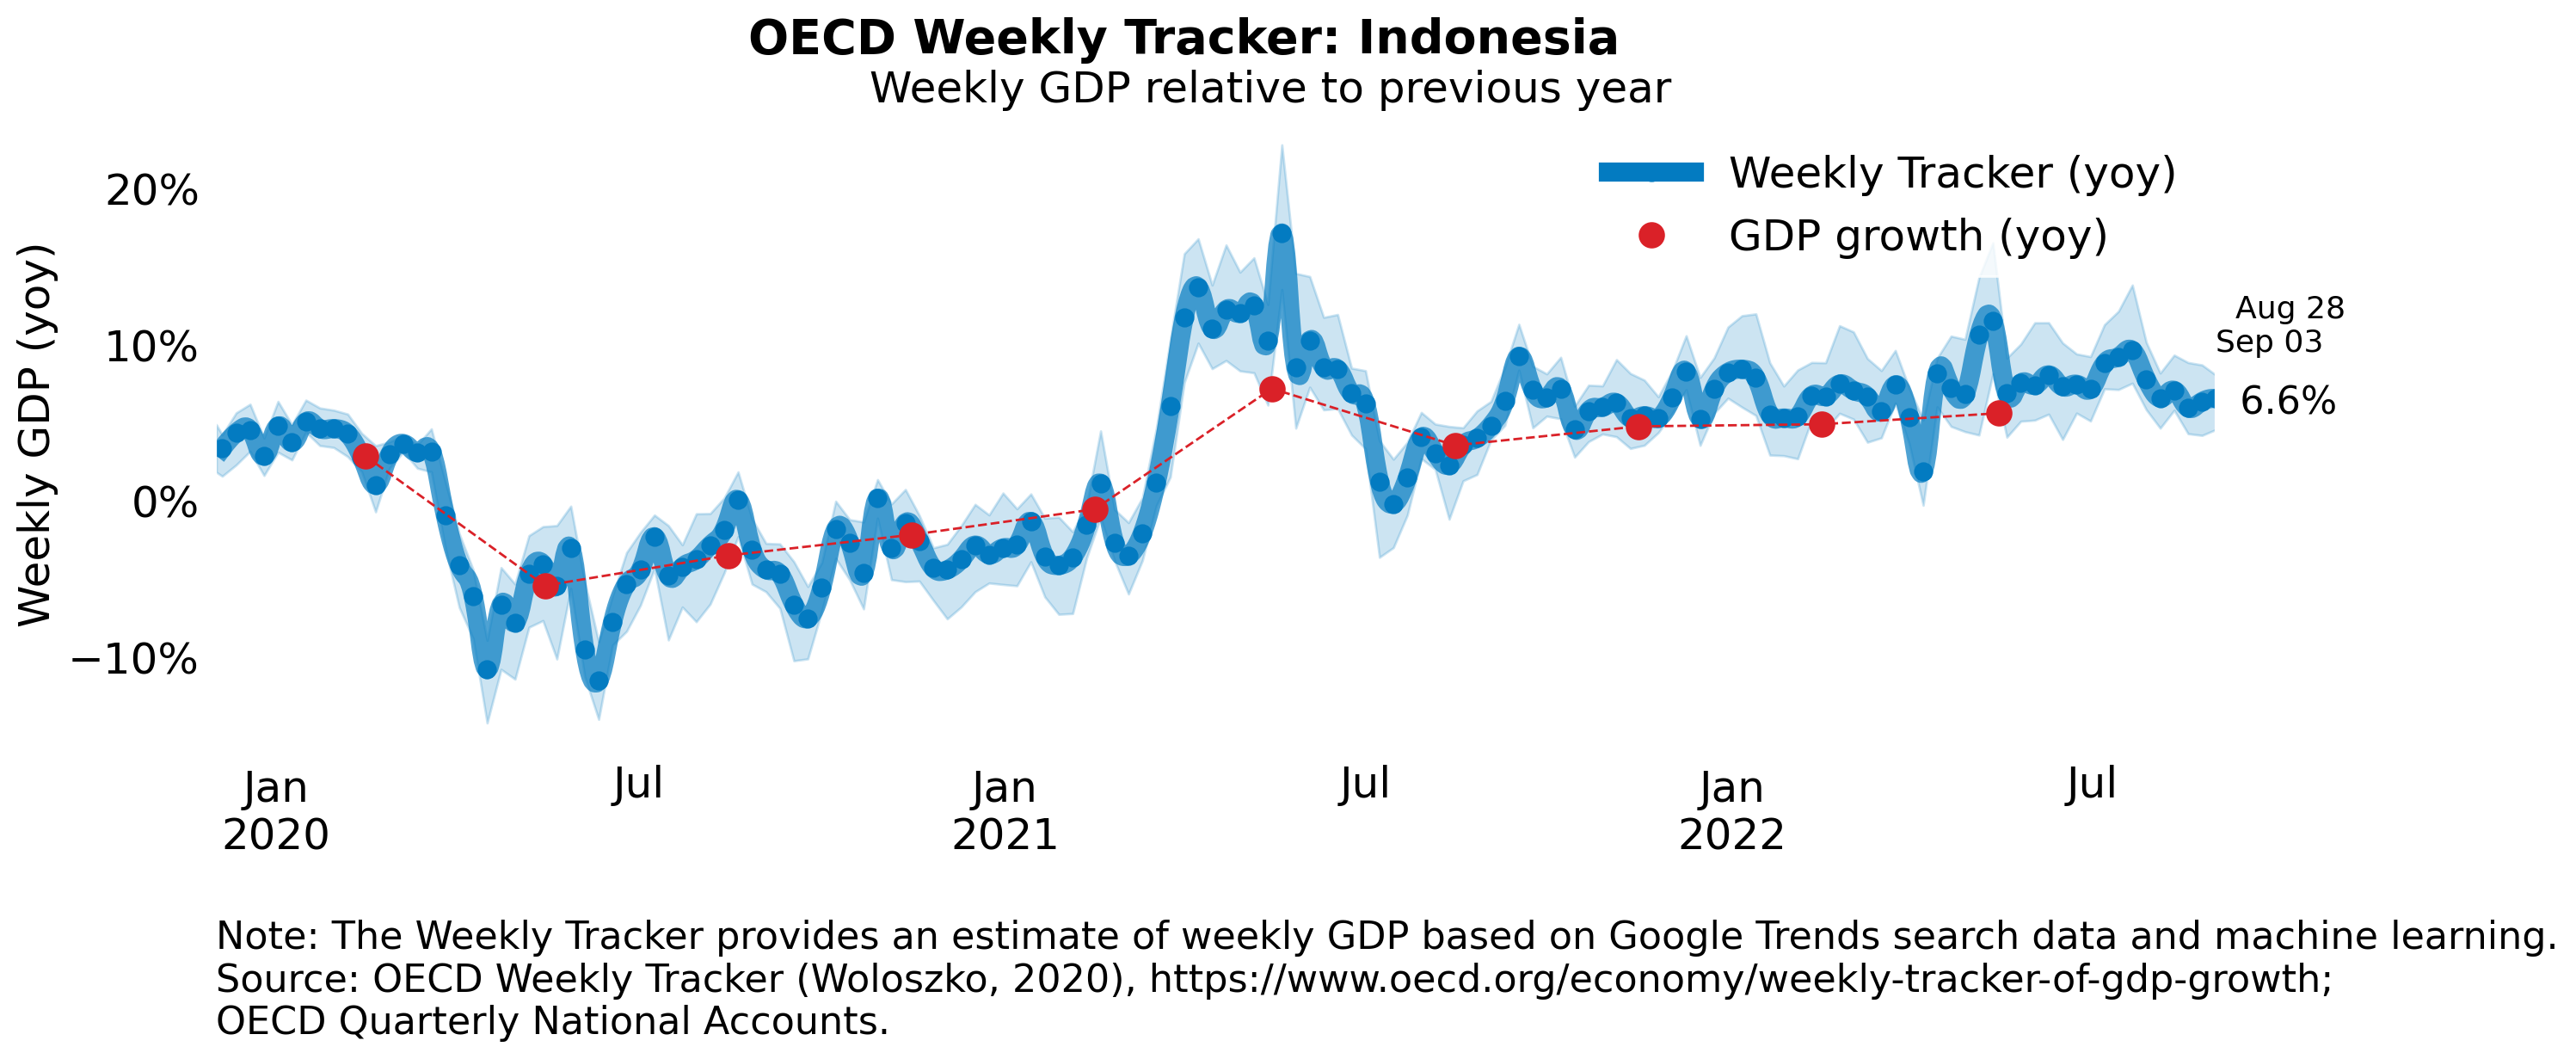 OECD Weekly Tracker: Indonesia
Weekly GDP relative to previous year
Weekly Tracker (yoy)
GDP growth (yoy)
Weekly GDP (yoy)
20%
10%
0%
−10%
Aug 28
Sep 03
6.6%
Jan
2020
Jul
Jan
2021
Jul
Jan
2022
Jul
Note: The Weekly Tracker provides an estimate of weekly GDP based on Google Trends search data and machine learning.
Source: OECD Weekly Tracker (Woloszko, 2020), https://www.oecd.org/economy/weekly-tracker-of-gdp-growth;
OECD Quarterly National Accounts.